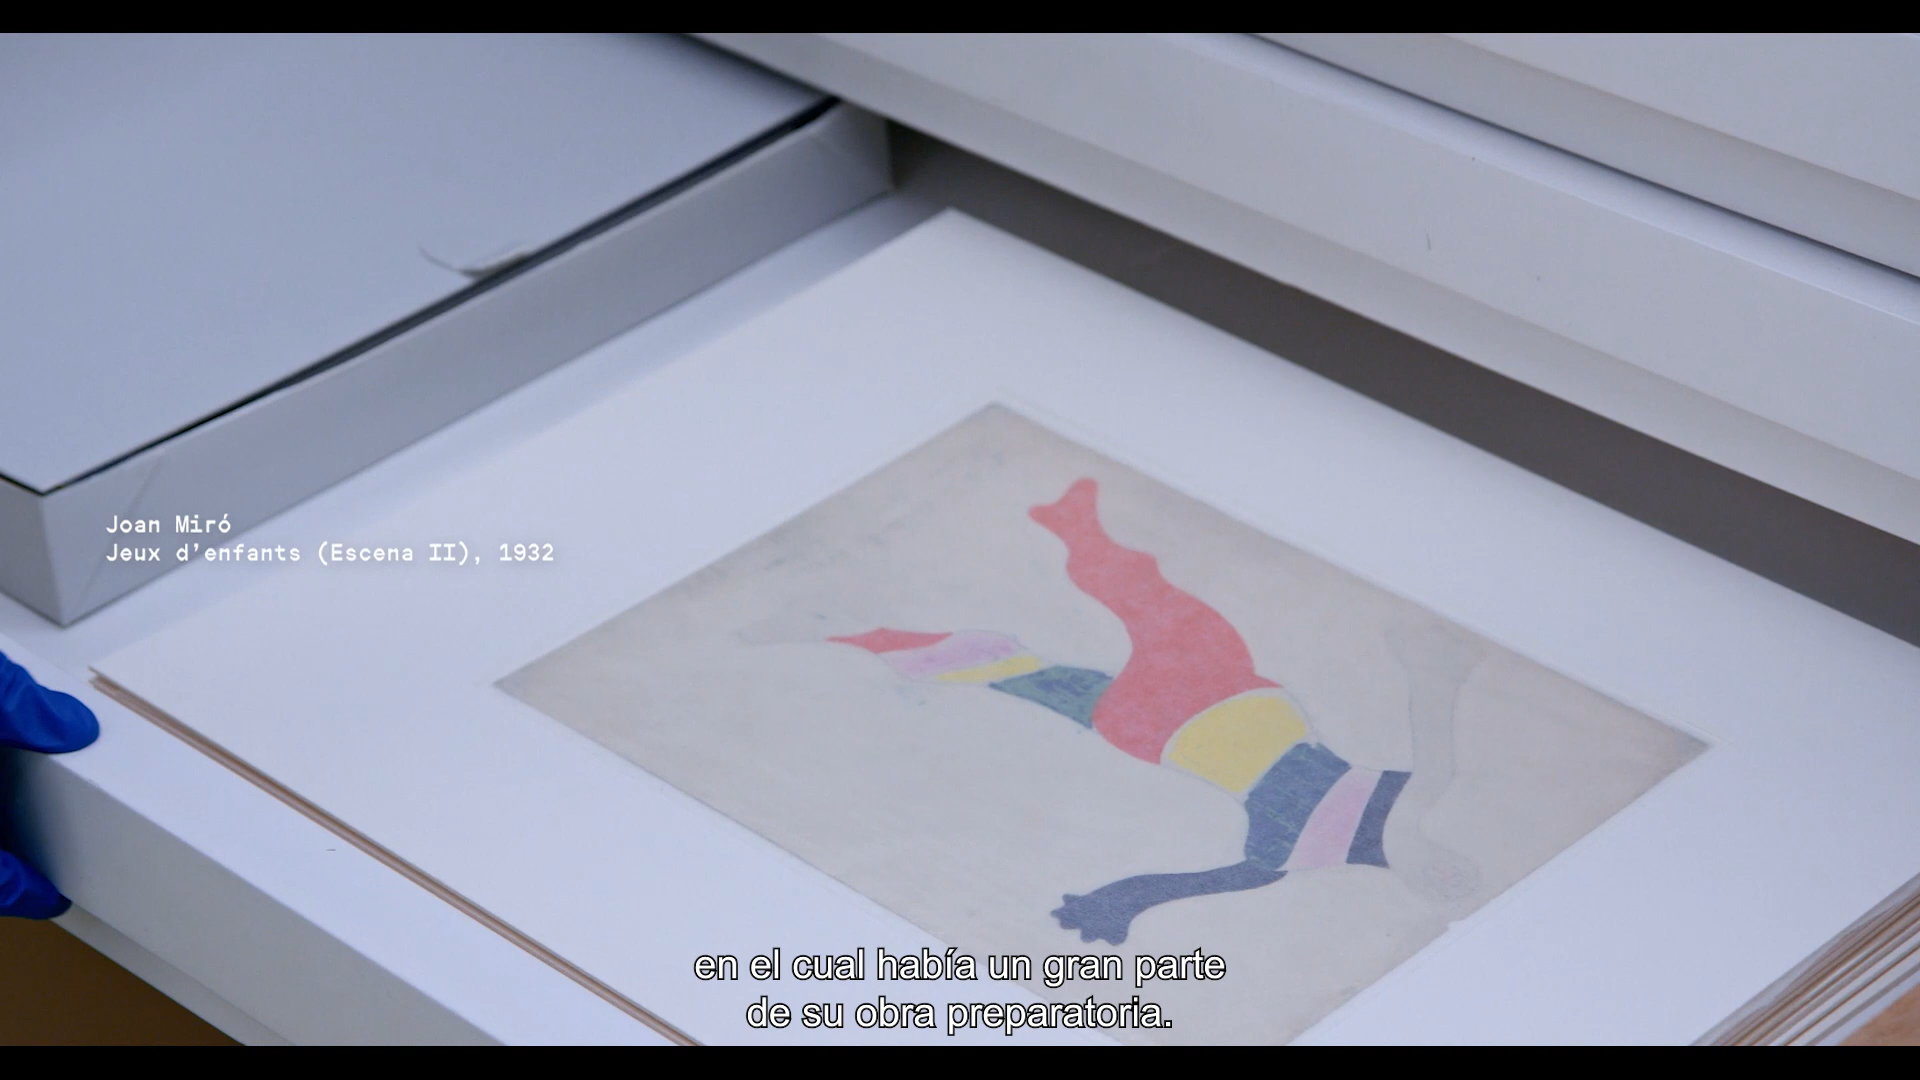 Joan Miró
Jeux d'enfants (Escena II), 1932
en el cual había un gran parte
de su obra preparatoria.